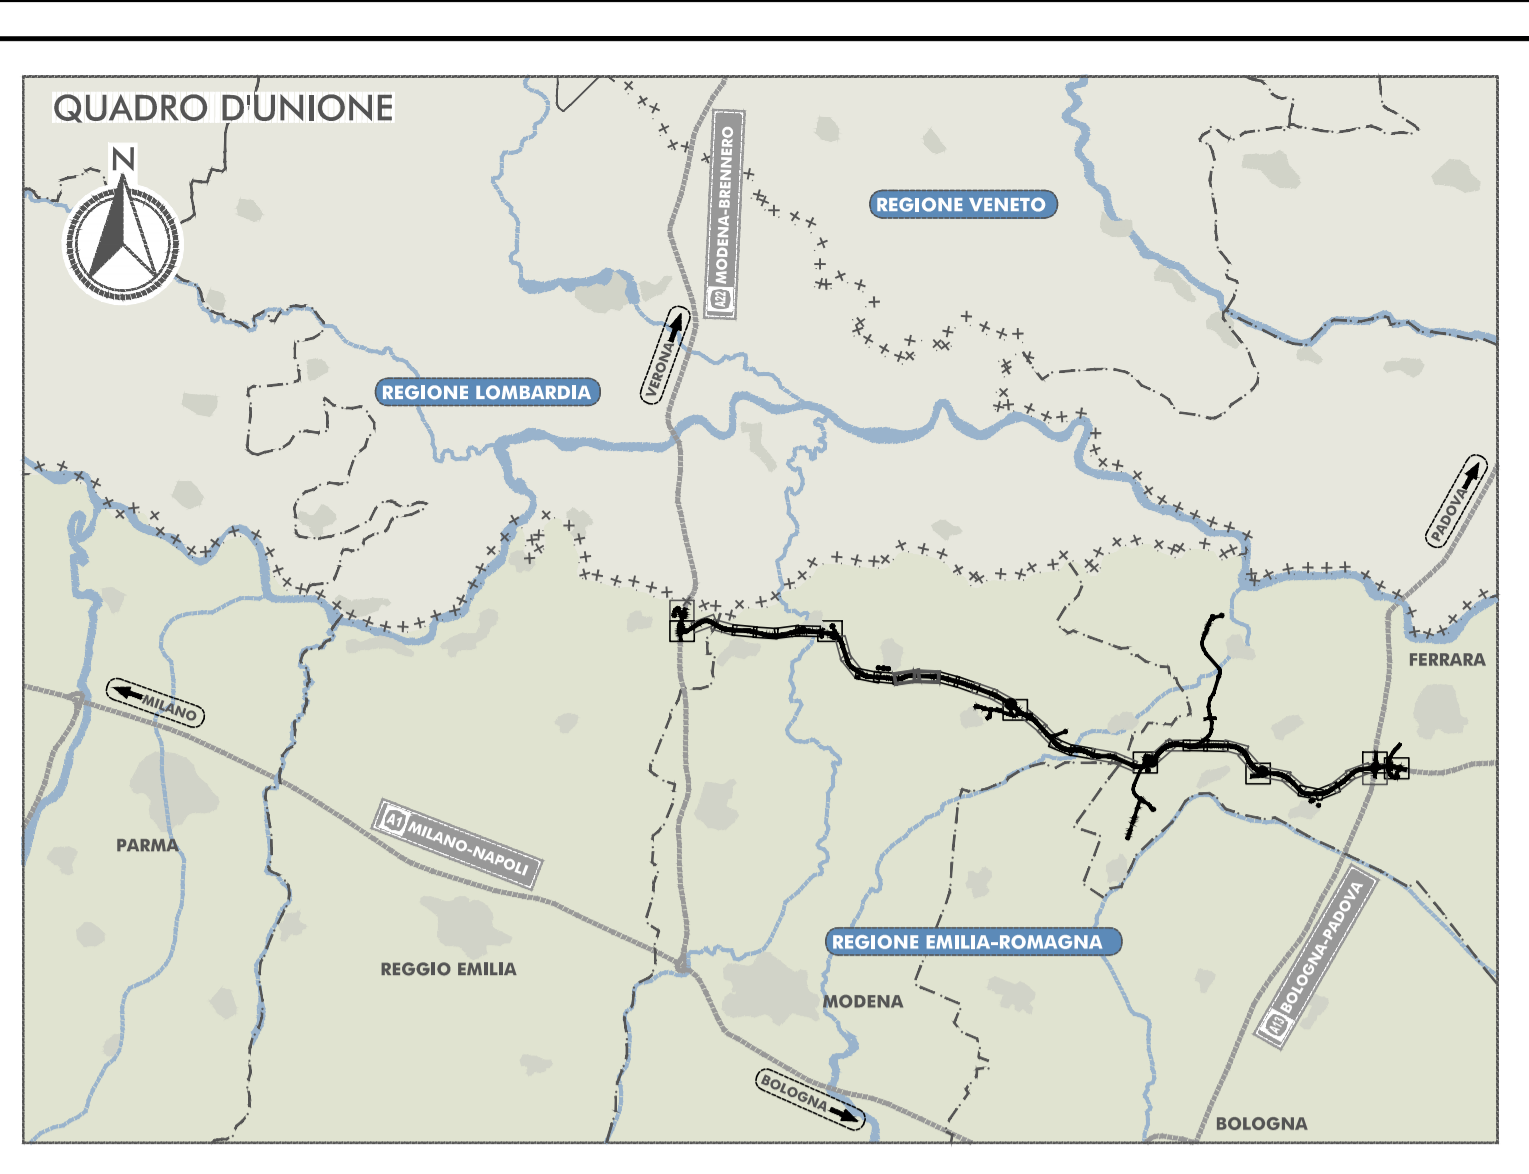 QUADRO D'UNIONE
N
A22 MODENA-BRENNERO
REGIONE VENETO
VERONA
REGIONE LOMBARDIA
PADOVA
FERRARA
MILANO
PARMA
A1 MILANO-NAPOLI
REGIONE EMILIA-ROMAGNA
REGGIO EMILIA
MODENA
A13 BOLOGNA-PADOVA
BOLOGNA
BOLOGNA